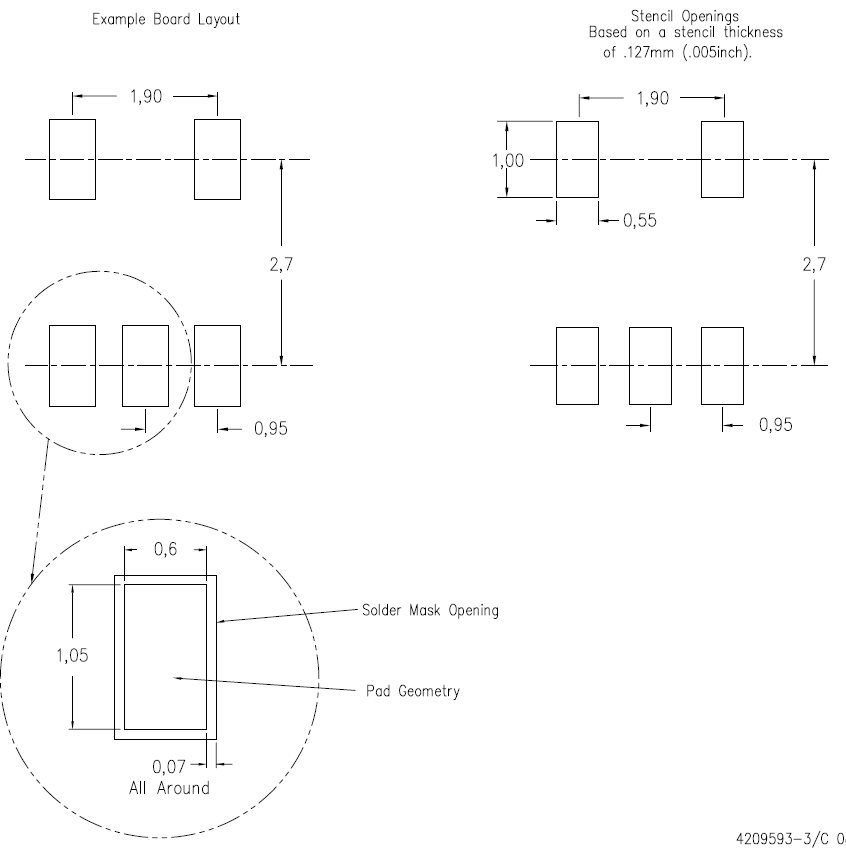 Example Board Layout
Stencil Openings
Based on a stencil thickness
of .127mm (.005inch).
1,90
1,90
1,00
0,55
2,7
2,7
0,95
0,95
0,6
Solder Mask Opening
1,05
Pad Geometry
0,07
All Around
4209593-3/C